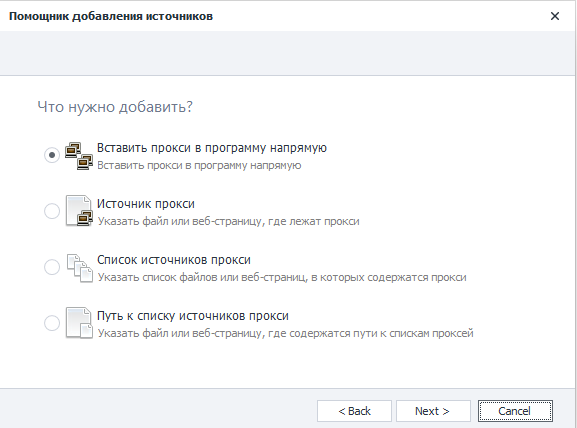 Помощник добавления источников
Что нужно добавить?
Вставить прокси в программу напрямую
Вставить прокси в программу напрямую
Источник прокси
Указать файл или веб-страницу, где лежат прокси
Список источников прокси
Указать список файлов или веб-страниц, в которых содержатся прокси
Путь к списку источников прокси
Указать файл или веб-страницу, где содержатся пути к спискам проксей
< Back Next > Cancel